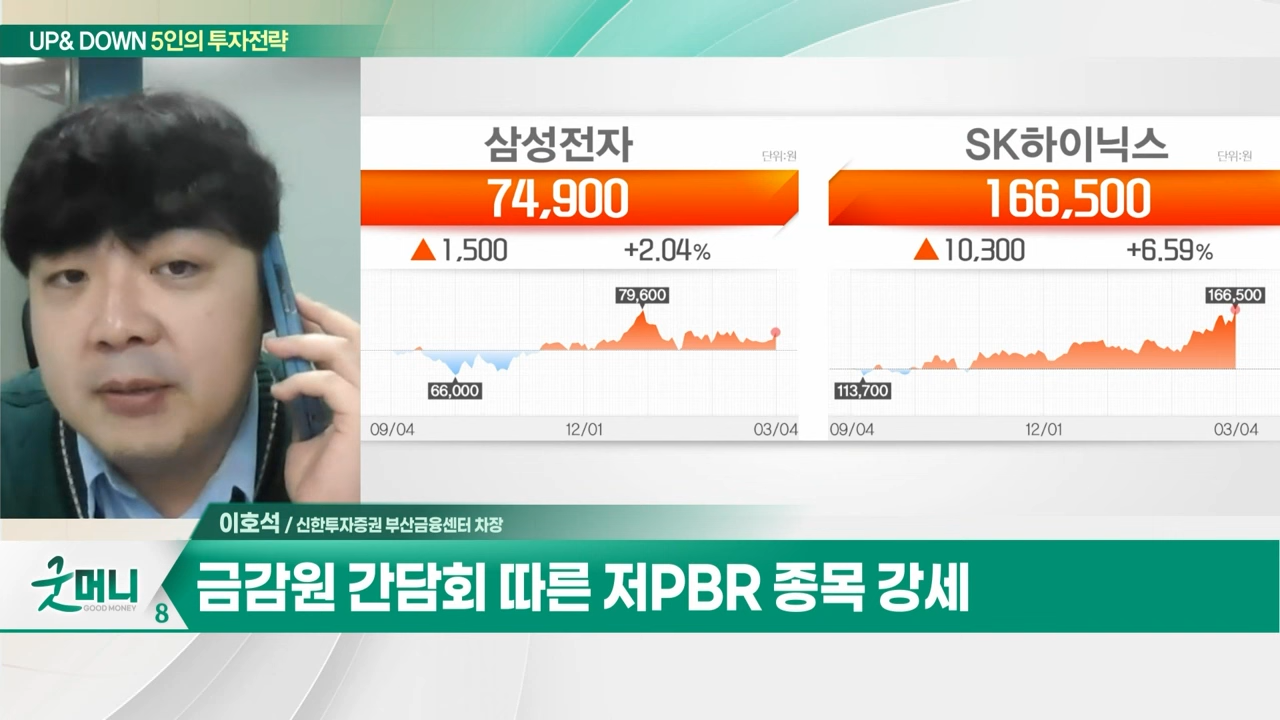 UP& DOWN 5인의 투자전략
삼성전자
단위:원
74,900
▲ 1,500 +2.04%
79,600
66,000
09/04 12/01 03/04
SK하이닉스
단위:원
166,500
▲ 10,300 +6.59%
166,500
113,700
09/04 12/01 03/04
이호석 / 신한투자증권 부산금융센터 차장
굿머니
GOOD MONEY
8
금감원 간담회 따른 저PBR 종목 강세